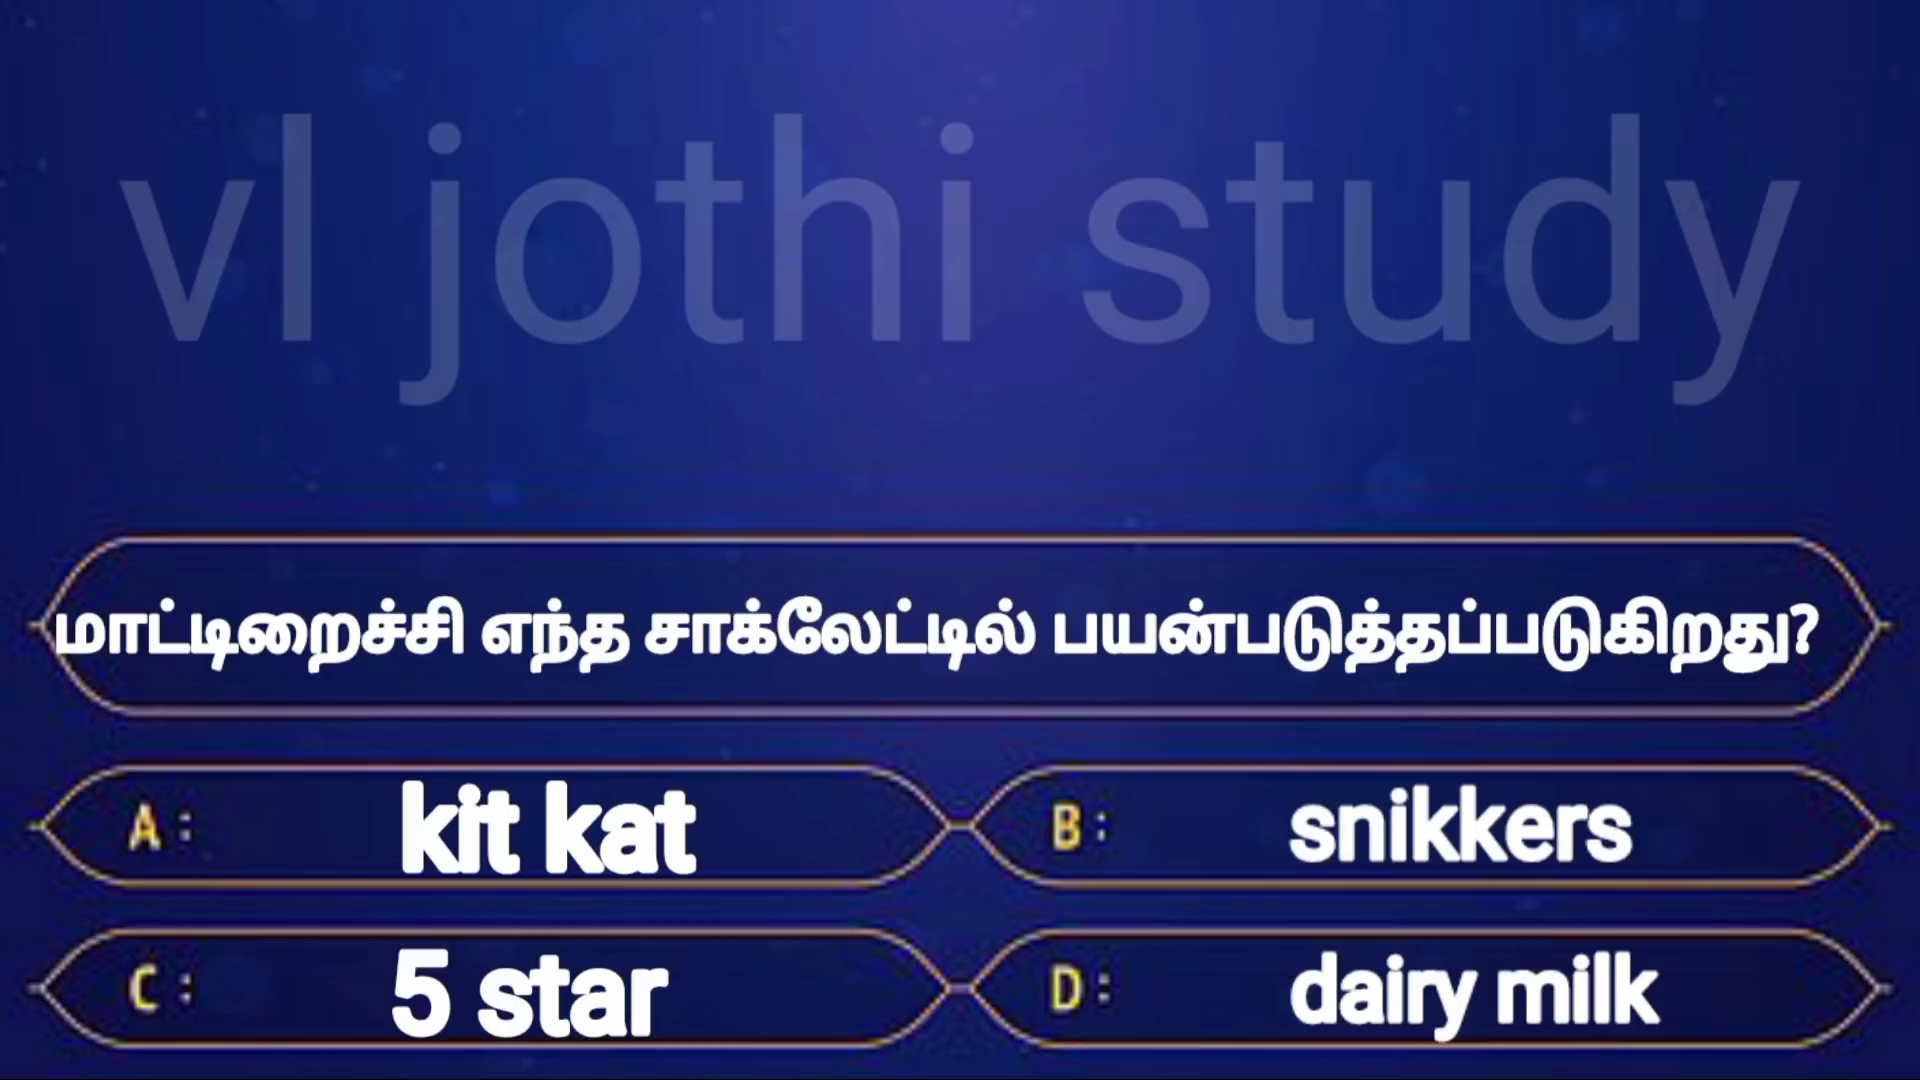 vl jothi study
மாட்டிறைச்சி எந்த சாக்லேட்டில் பயன்படுத்தப்படுகிறது?
A : kit kat
B : snikkers
C : 5 star
D : dairy milk